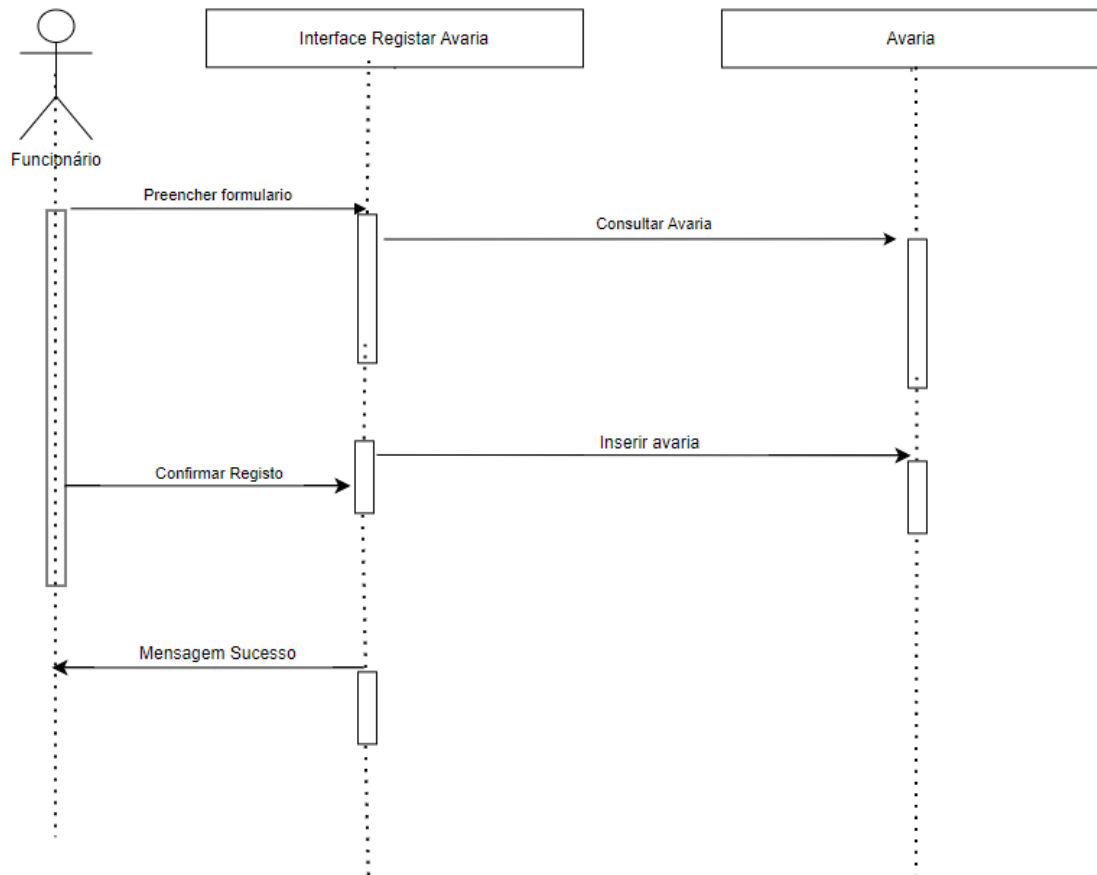 Interface Registar Avaria
Avaria
Funcionário
Preencher formulario
Consultar Avaria
Inserir avaria
Confirmar Registo
Mensagem Sucesso